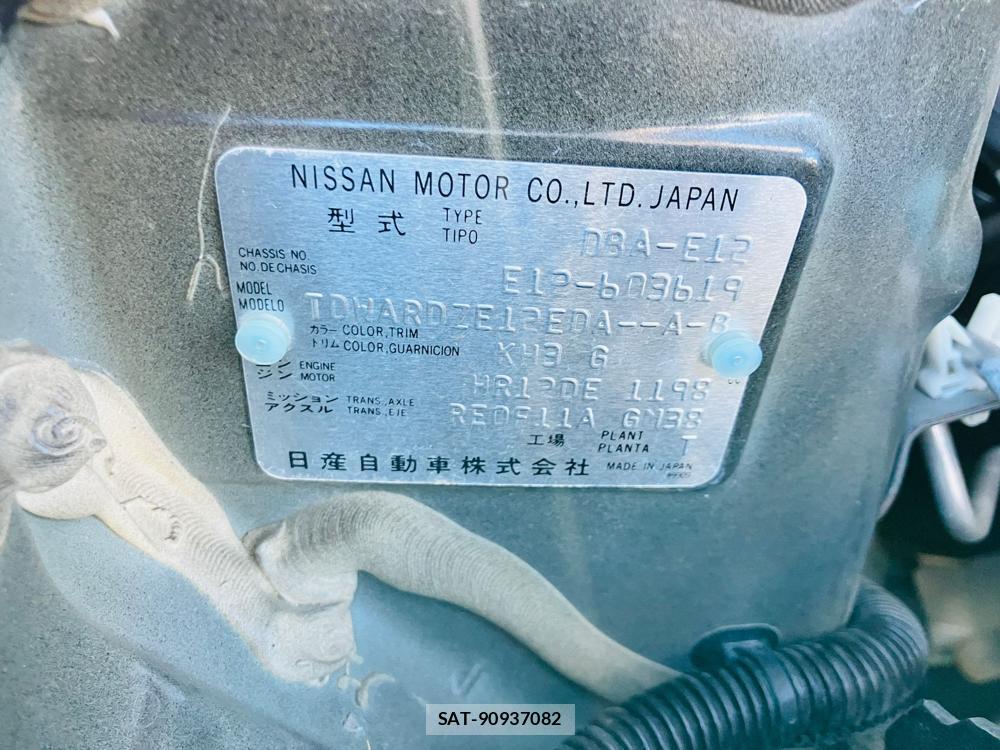 NISSAN MOTOR CO.,LTD. JAPAN
型式 TYPE TIPO DBA-E12
CHASSIS NO. NO. DE CHASIS E12-603619
MODEL MODELO TDWARDZE12EDA--A-B
カラー COLOR,TRIM トリム COLOR,GUARNICION KH3 G
ENGINE ジン MOTOR HR12DE 1198
ミッション TRANS.,AXLE アクスル TRANS.,EJE RE0F11A GM38
工場 PLANT PLANTA T
日産自動車株式会社 MADE IN JAPAN
SAT-90937082